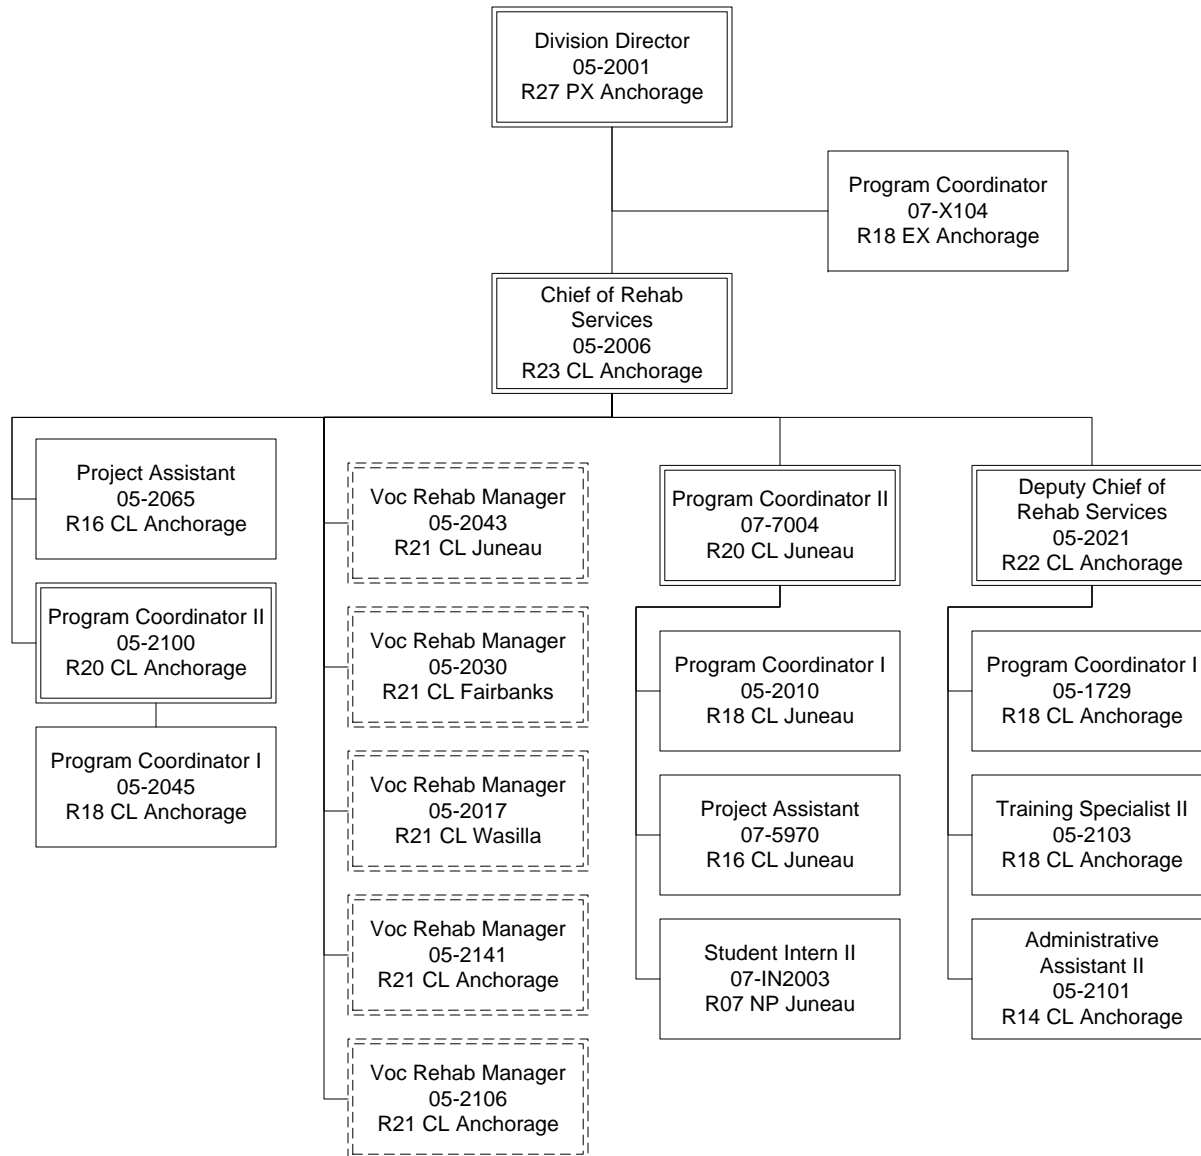 Division Director
05-2001
R27 PX Anchorage
Program Coordinator
07-X104
R18 EX Anchorage
Chief of Rehab
Services
05-2006
R23 CL Anchorage
Project Assistant
05-2065
R16 CL Anchorage
Program Coordinator II
05-2100
R20 CL Anchorage
Program Coordinator I
05-2045
R18 CL Anchorage
Voc Rehab Manager
05-2043
R21 CL Juneau
Voc Rehab Manager
05-2030
R21 CL Fairbanks
Voc Rehab Manager
05-2017
R21 CL Wasilla
Voc Rehab Manager
05-2141
R21 CL Anchorage
Voc Rehab Manager
05-2106
R21 CL Anchorage
Program Coordinator II
07-7004
R20 CL Juneau
Program Coordinator I
05-2010
R18 CL Juneau
Project Assistant
07-5970
R16 CL Juneau
Student Intern II
07-IN2003
R07 NP Juneau
Deputy Chief of
Rehab Services
05-2021
R22 CL Anchorage
Program Coordinator I
05-1729
R18 CL Anchorage
Training Specialist II
05-2103
R18 CL Anchorage
Administrative
Assistant II
05-2101
R14 CL Anchorage